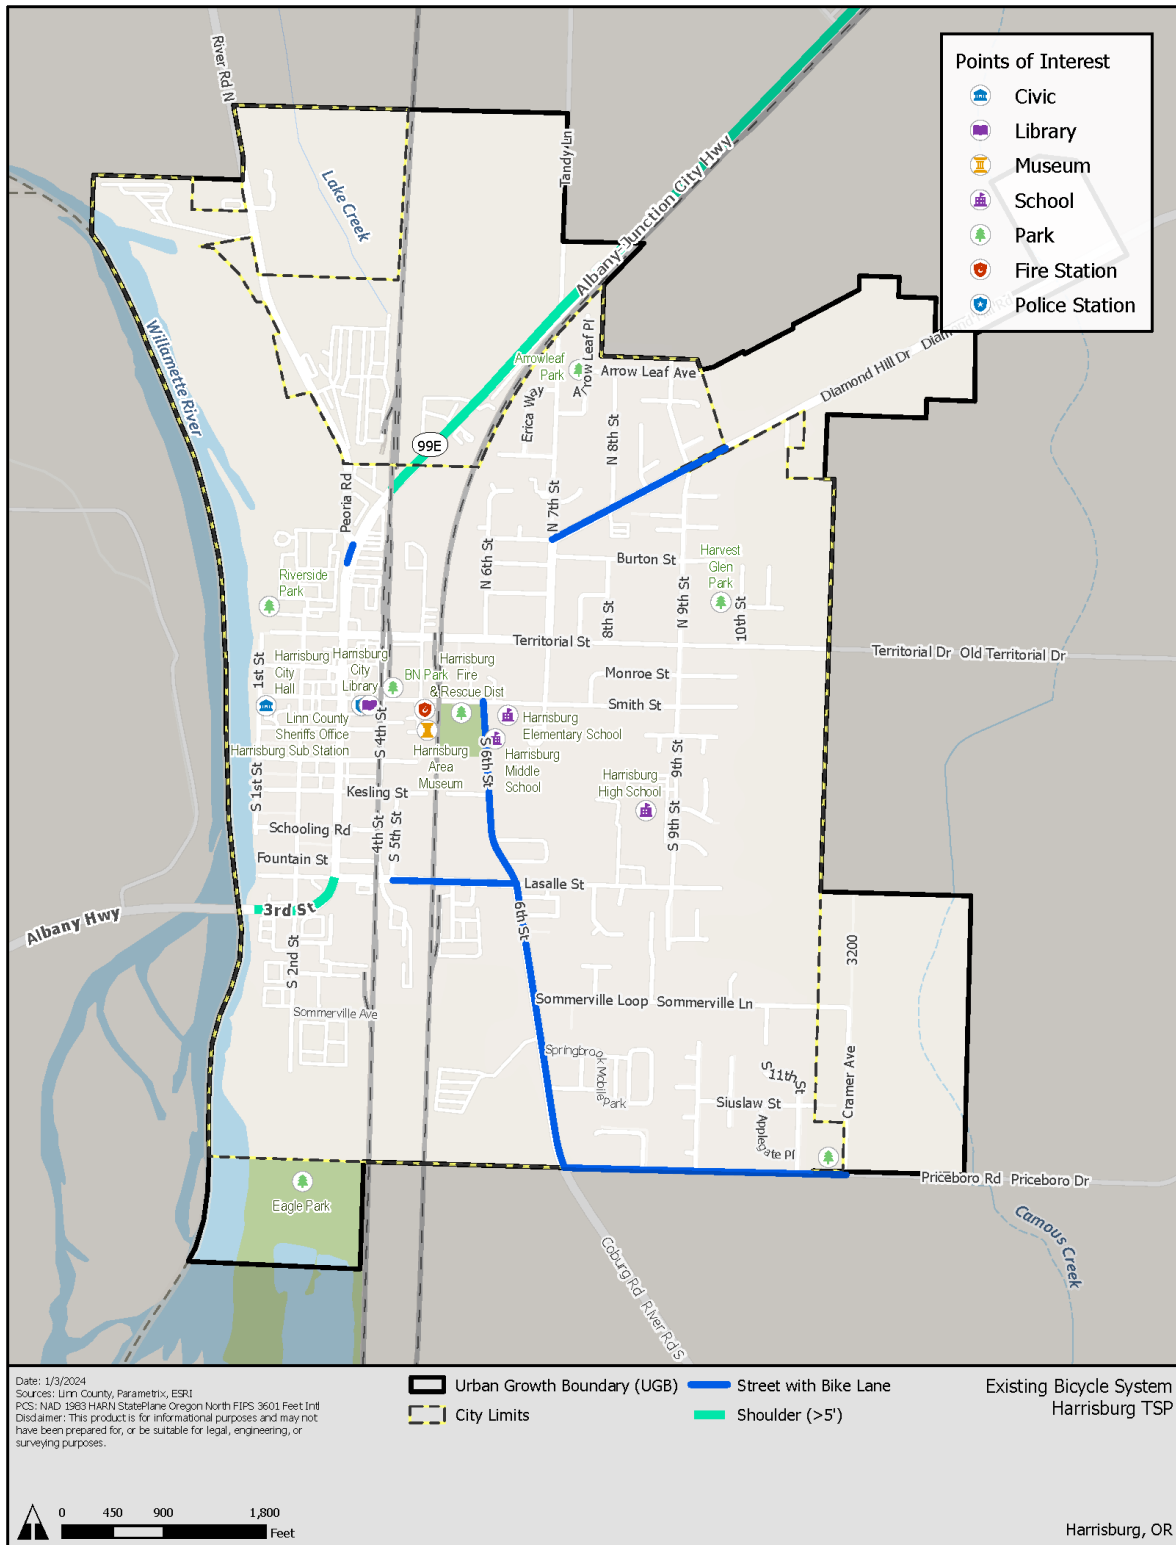 River Rd N
Lake Creek
Tandy Ln
Albany-Junction City Hwy
Points of Interest
Civic
Library
Museum
School
Park
Fire Station
Police Station
Willamette River
Arrowleaf
Park
Arrow Leaf Pl
Arrow Leaf Ave
Erica Way
N 8th St
Diamond Hill Dr
99E
Peoria Rd
N 7th St
N 6th St
Burton St
Harvest
Glen
Park
N 9th St
10th St
8th St
Riverside
Park
Territorial St
Territorial Dr Old Territorial Dr
1st St
Harrisburg
City
Hall
Harrisburg
City
Library
BN Park
Harrisburg
Fire
& Rescue Dist
Monroe St
Smith St
Linn County
Sheriffs Office
Harrisburg Sub Station
S 4th St
Harrisburg
Area
Museum
S 6th St
Harrisburg
Elementary School
Harrisburg
Middle
School
Harrisburg
High School
9th St
S 9th St
S 1st St
Kesling St
Schooling Rd
4th St
S 5th St
Fountain St
Lasalle St
3rd St
Albany Hwy
6th St
S 2nd St
3200
Sommerville Ave
Sommerville Loop Sommerville Ln
Springbrook Mobile
Park
S 11th St
Siuslaw St
Applegate Pl
Cramer Ave
Eagle Park
Priceboro Rd Priceboro Dr
Camous Creek
Coburg Rd River Rd S
Date: 1/3/2024
Sources: Linn County, Parametrix, ESRI
PCS: NAD 1983 HARN StatePlane Oregon North FIPS 3601 Feet Intl
Disclaimer: This product is for informational purposes and may not
have been prepared for, or be suitable for legal, engineering, or
surveying purposes.
Urban Growth Boundary (UGB)
City Limits
Street with Bike Lane
Shoulder (>5')
Existing Bicycle System
Harrisburg TSP
0 450 900 1,800
Feet
Harrisburg, OR